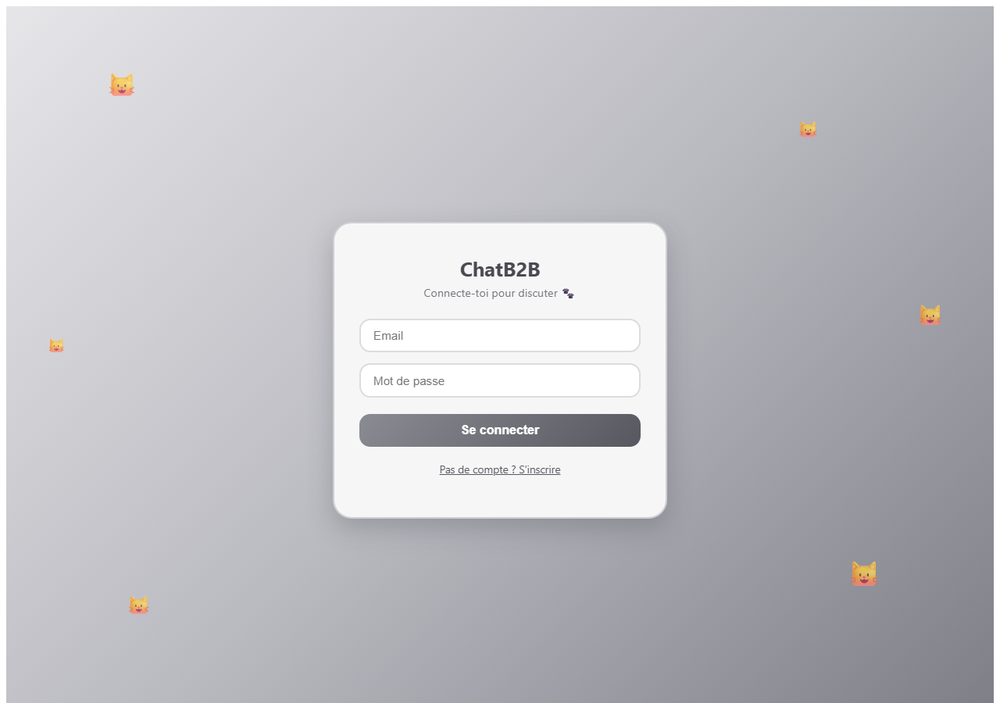 ChatB2B
Connecte-toi pour discuter 🐾
Email
Mot de passe
Se connecter
Pas de compte ? S'inscrire